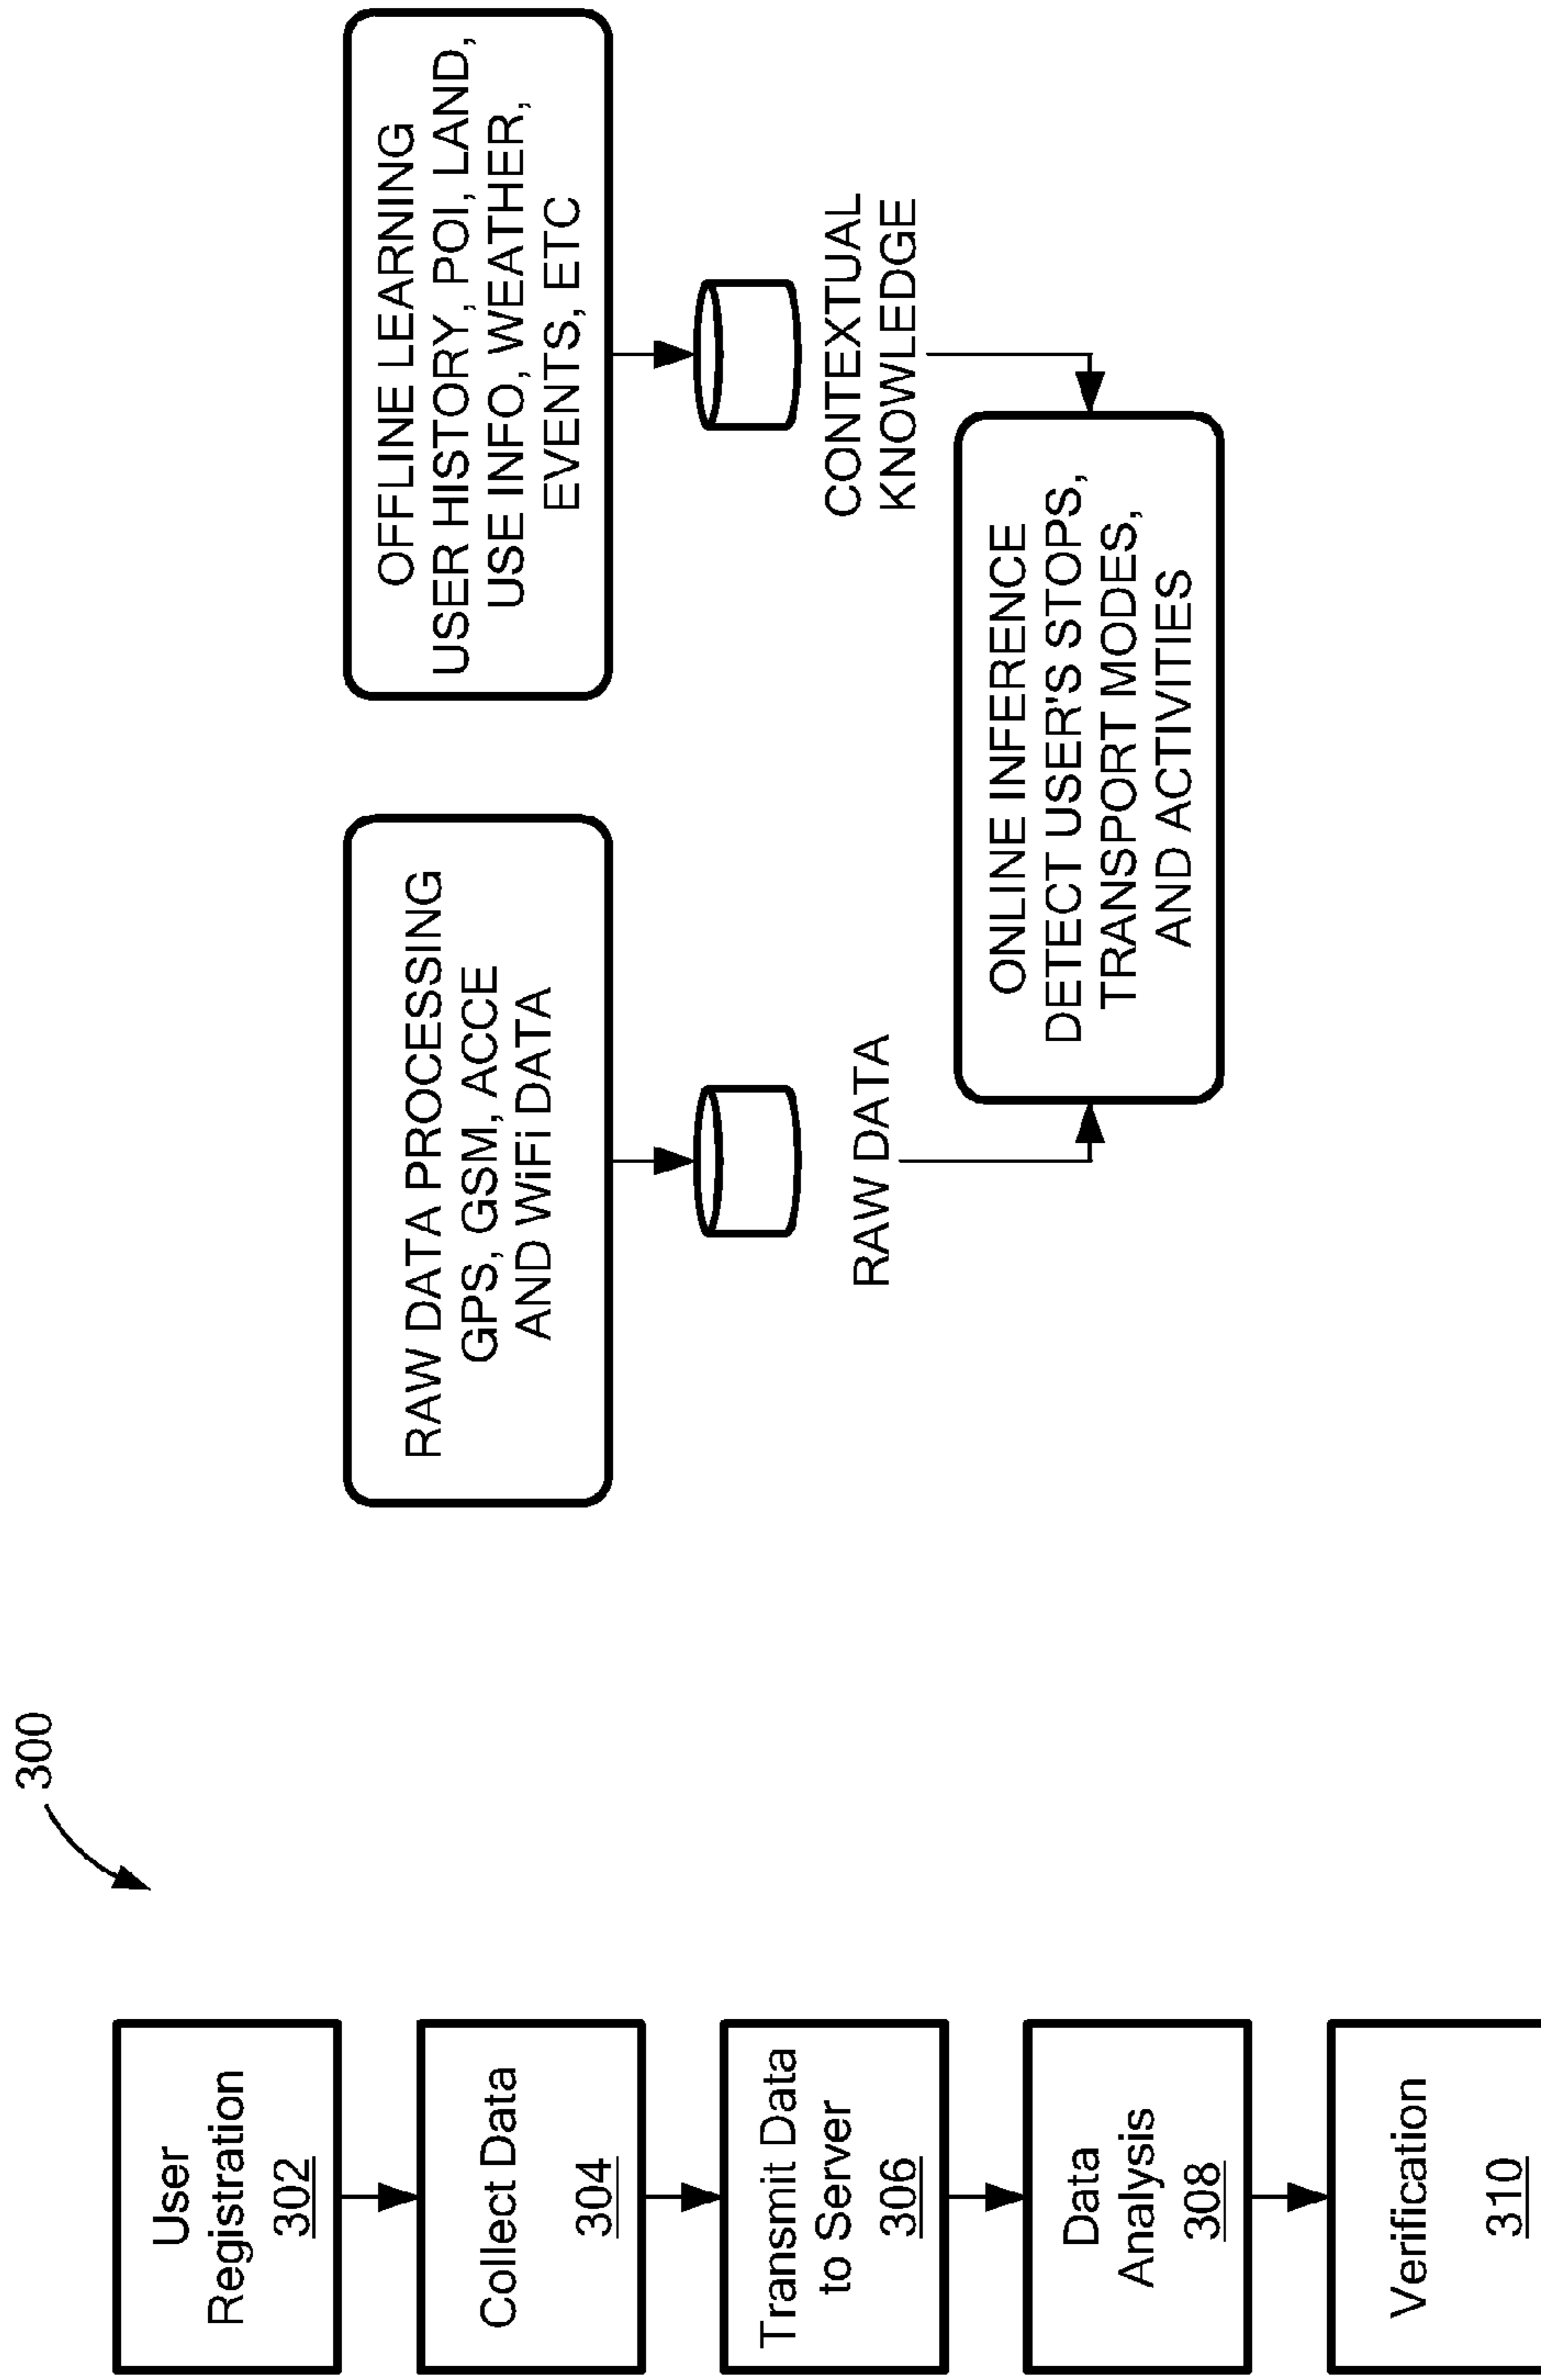 300
User
Registration
302
Collect Data
304
Transmit Data
to Server
306
Data
Analysis
308
Verification
310
RAW DATA PROCESSING
GPS, GSM, ACCE
AND WiFi DATA
RAW DATA
OFFLINE LEARNING
USER HISTORY, POI, LAND,
USE INFO, WEATHER,
EVENTS, ETC
CONTEXTUAL
KNOWLEDGE
ONLINE INFERENCE
DETECT USER'S STOPS,
TRANSPORT MODES,
AND ACTIVITIES